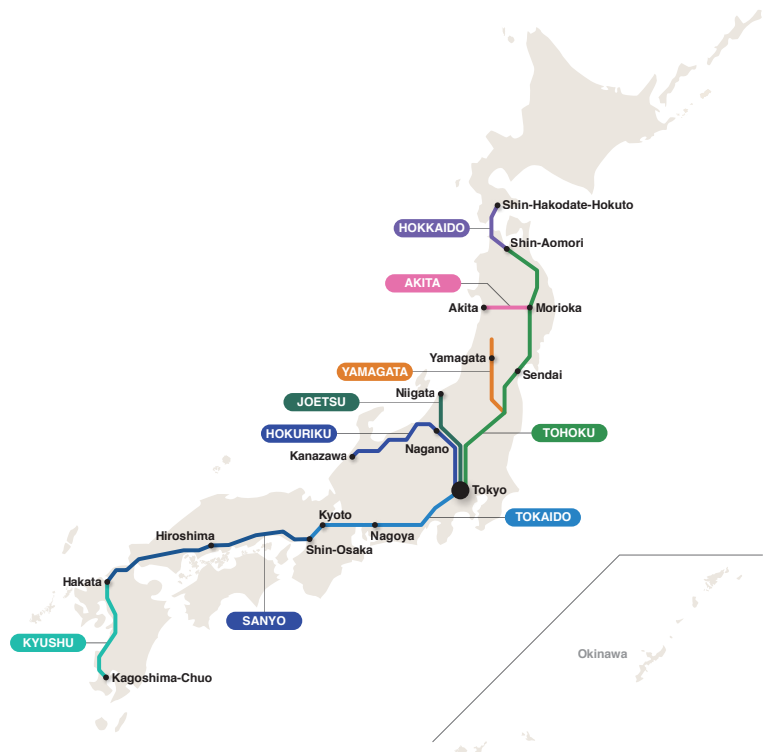 Shin-Hakodate-Hokuto
HOKKAIDO
Shin-Aomori
AKITA
Akita
Morioka
Yamagata
YAMAGATA
Sendai
Niigata
JOETSU
HOKURIKU
TOHOKU
Nagano
Kanazawa
Tokyo
Kyoto
TOKAIDO
Hiroshima
Nagoya
Shin-Osaka
Hakata
SANYO
KYUSHU
Okinawa
Kagoshima-Chuo